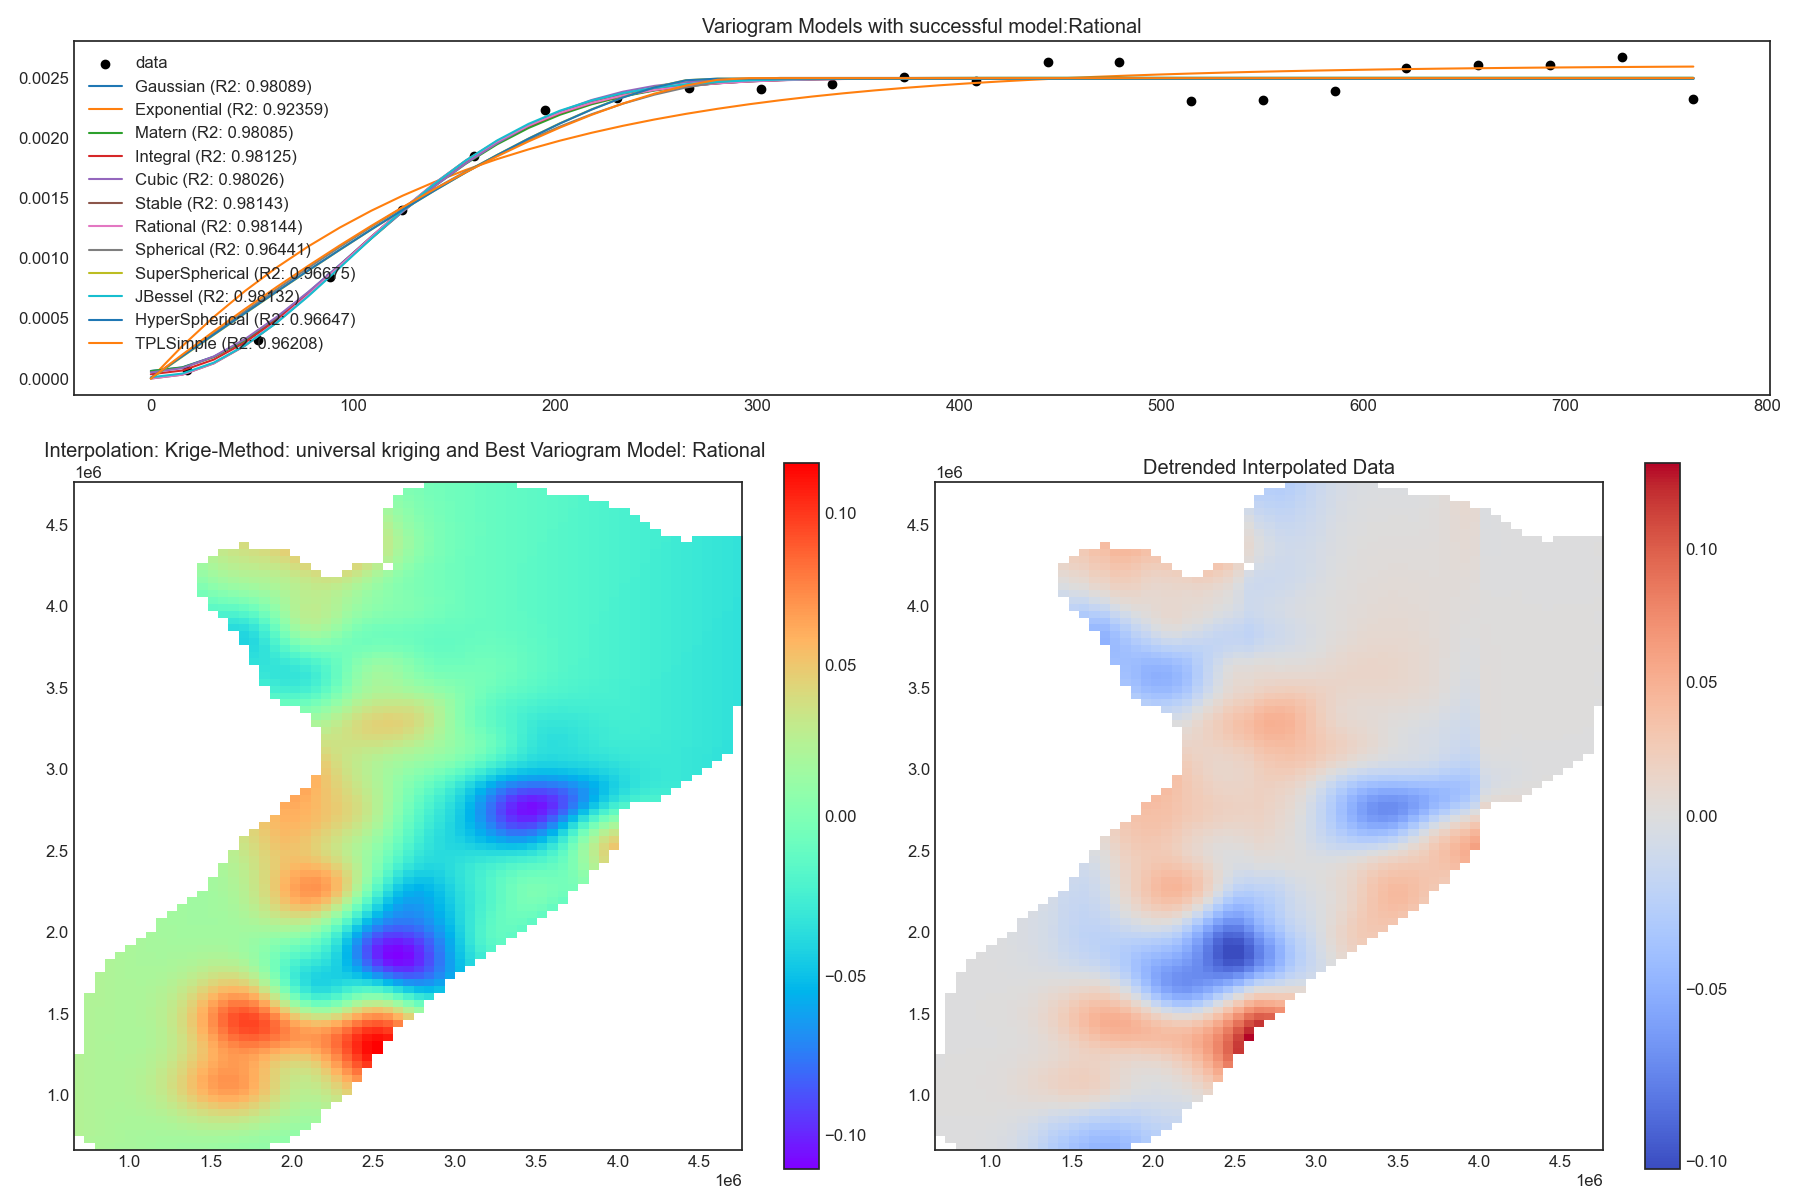 Variogram Models with successful model:Rational
0.0025
0.0020
0.0015
0.0010
0.0005
0.0000
data
Gaussian (R2: 0.98089)
Exponential (R2: 0.92359)
Matern (R2: 0.98085)
Integral (R2: 0.98125)
Cubic (R2: 0.98026)
Stable (R2: 0.98143)
Rational (R2: 0.98144)
Spherical (R2: 0.96441)
SuperSpherical (R2: 0.96675)
JBessel (R2: 0.98132)
HyperSpherical (R2: 0.96647)
TPLSimple (R2: 0.96208)
0 100 200 300 400 500 600 700 800
Interpolation: Krige-Method: universal kriging and Best Variogram Model: Rational
1e6
4.5
4.0
3.5
3.0
2.5
2.0
1.5
1.0
1.0 1.5 2.0 2.5 3.0 3.5 4.0 4.5
1e6
0.10
0.05
0.00
−0.05
−0.10
Detrended Interpolated Data
1e6
4.5
4.0
3.5
3.0
2.5
2.0
1.5
1.0
1.0 1.5 2.0 2.5 3.0 3.5 4.0 4.5
1e6
0.10
0.05
0.00
−0.05
−0.10